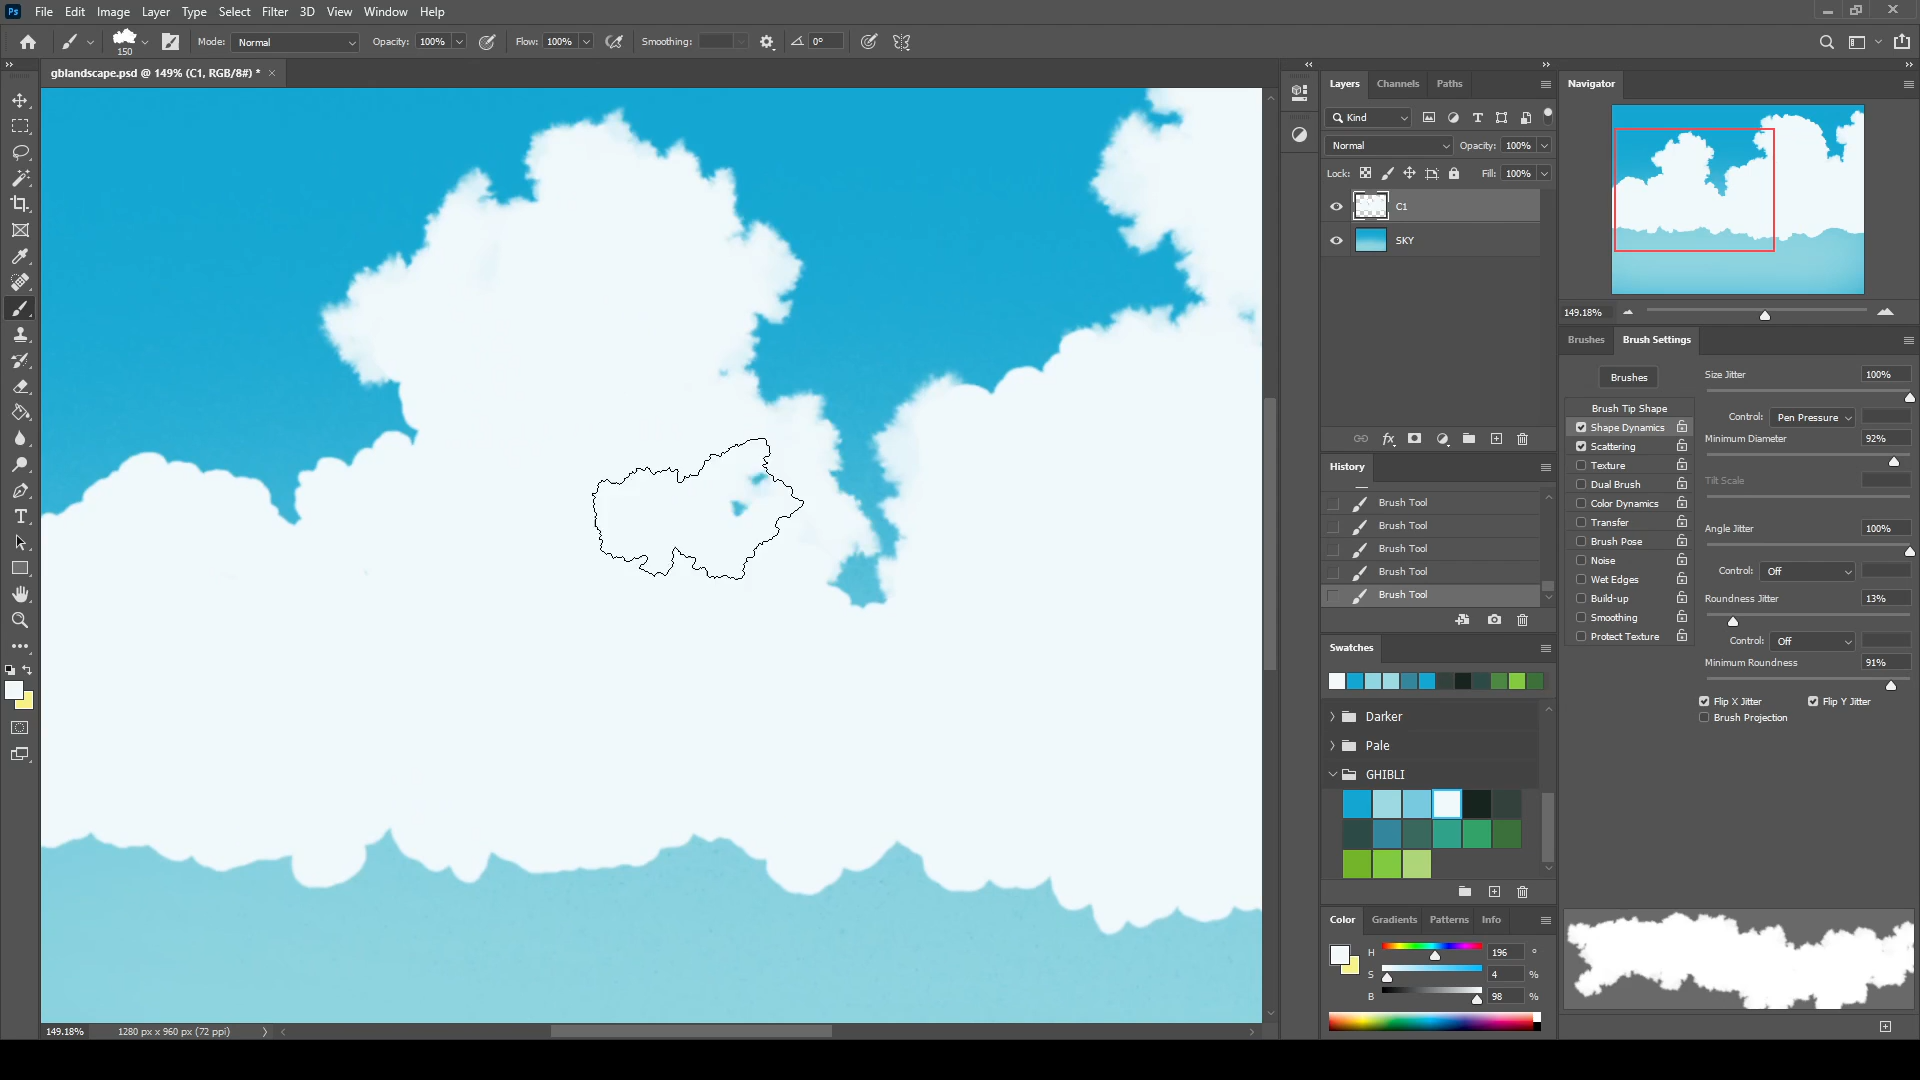 Ps File Edit Image Layer Type Select Filter 3D View Window Help
150 Mode: Normal Opacity: 100% Flow: 100% Smoothing: 0°
gblandscape.psd @ 149% (C1, RGB/8#) *
Layers Channels Paths
Kind
Normal Opacity: 100%
Lock: Fill: 100%
C1
SKY
History
Brush Tool
Brush Tool
Brush Tool
Brush Tool
Brush Tool
Swatches
Darker
Pale
GHIBLI
Color Gradients Patterns Info
H 196 °
S 4 %
B 98 %
Navigator
149.18%
Brushes Brush Settings
Brushes
Brush Tip Shape
Shape Dynamics
Scattering
Texture
Dual Brush
Color Dynamics
Transfer
Brush Pose
Noise
Wet Edges
Build-up
Smoothing
Protect Texture
Size Jitter 100%
Control: Pen Pressure
Minimum Diameter 92%
Tilt Scale
Angle Jitter 100%
Control: Off
Roundness Jitter 13%
Control: Off
Minimum Roundness 91%
Flip X Jitter Flip Y Jitter
Brush Projection
149.18% 1280 px x 960 px (72 ppi)